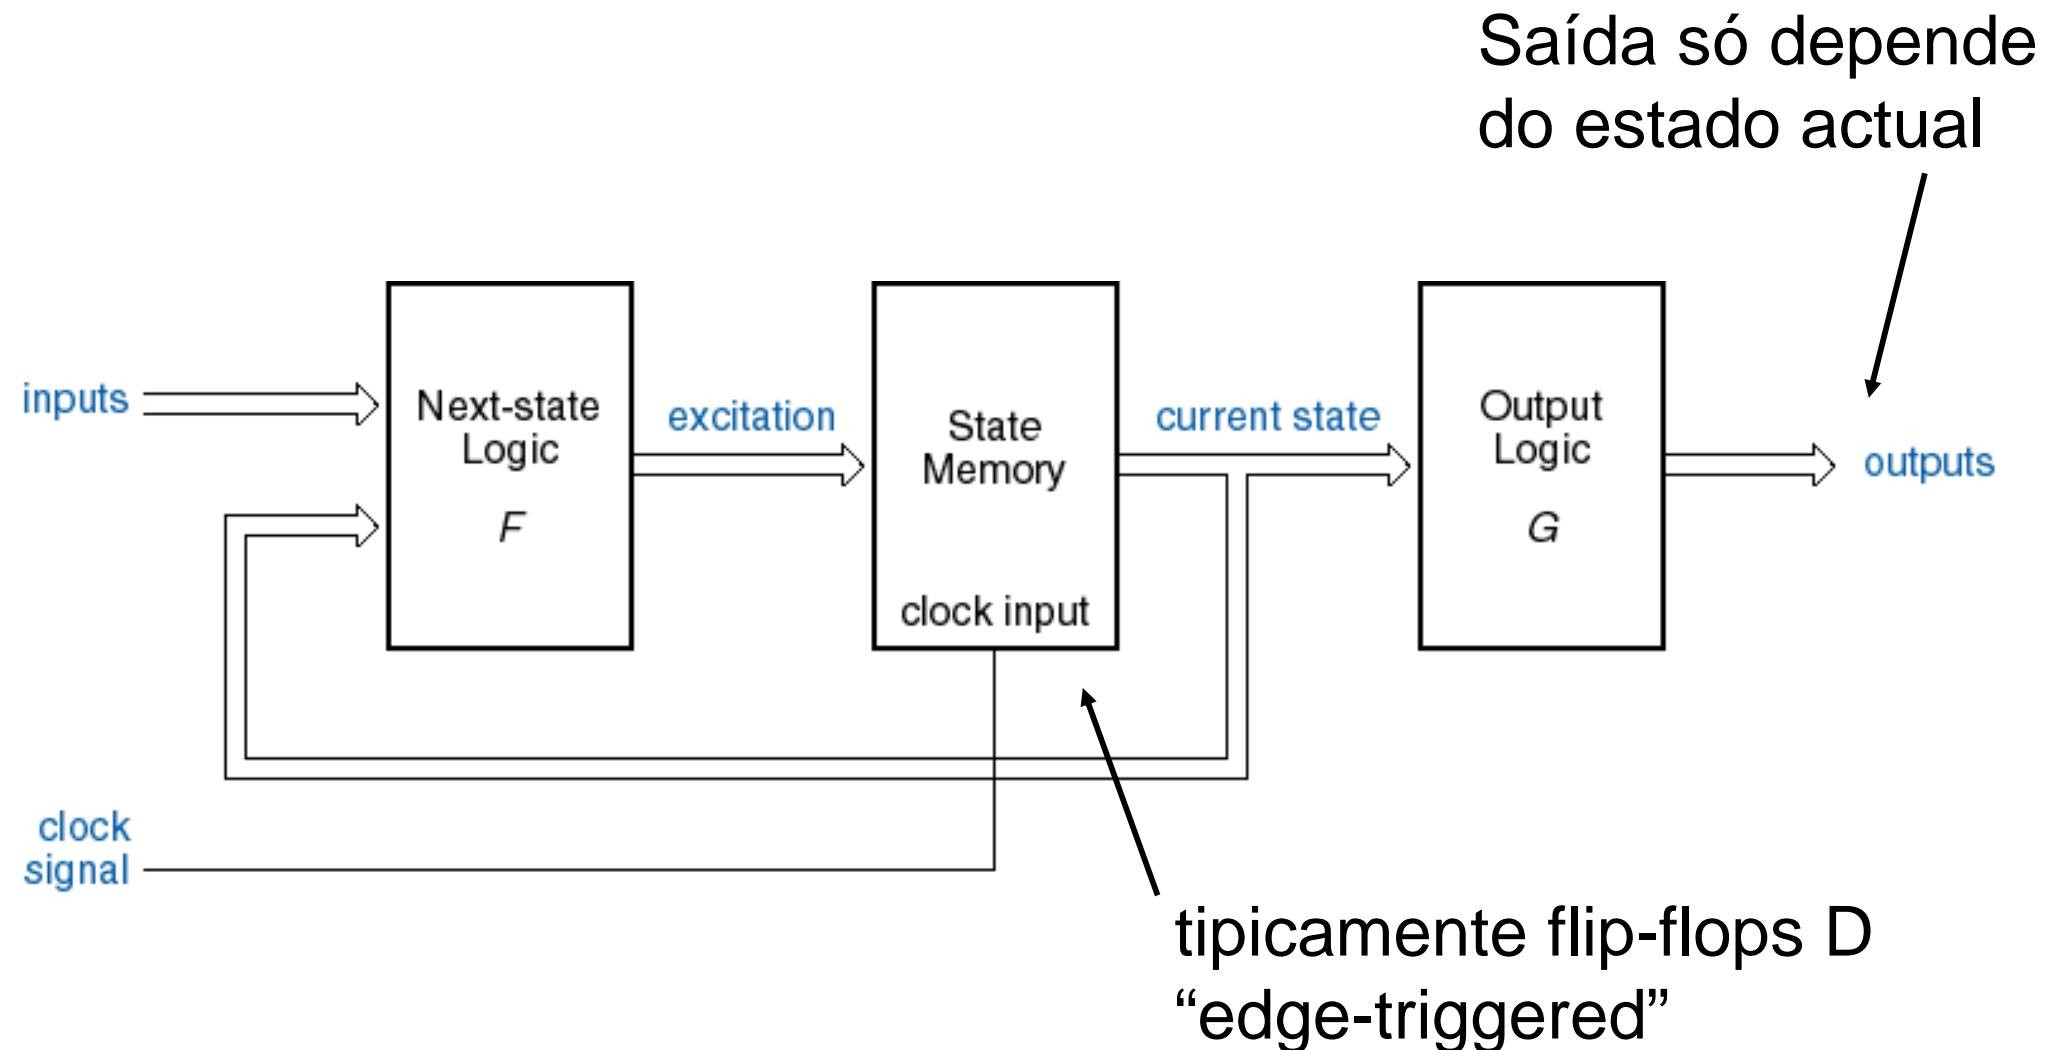 Saída só depende
do estado actual
inputs
Next-state
Logic
F
excitation
State
Memory
clock input
current state
Output
Logic
G
outputs
clock
signal
tipicamente flip-flops D
“edge-triggered”